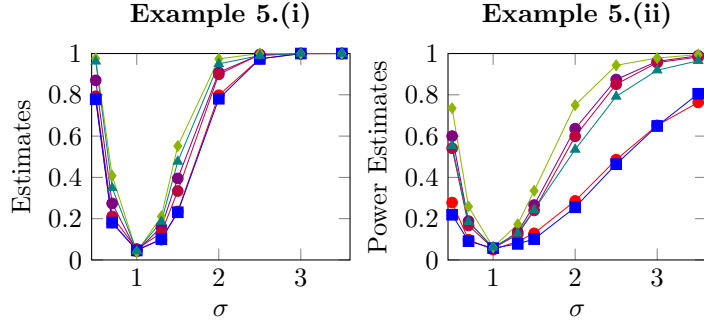 Example 5.(i)
Estimates
1
0.8
0.6
0.4
0.2
0
1 2 3
σ
Example 5.(ii)
Power Estimates
1
0.8
0.6
0.4
0.2
0
1 2 3
σ